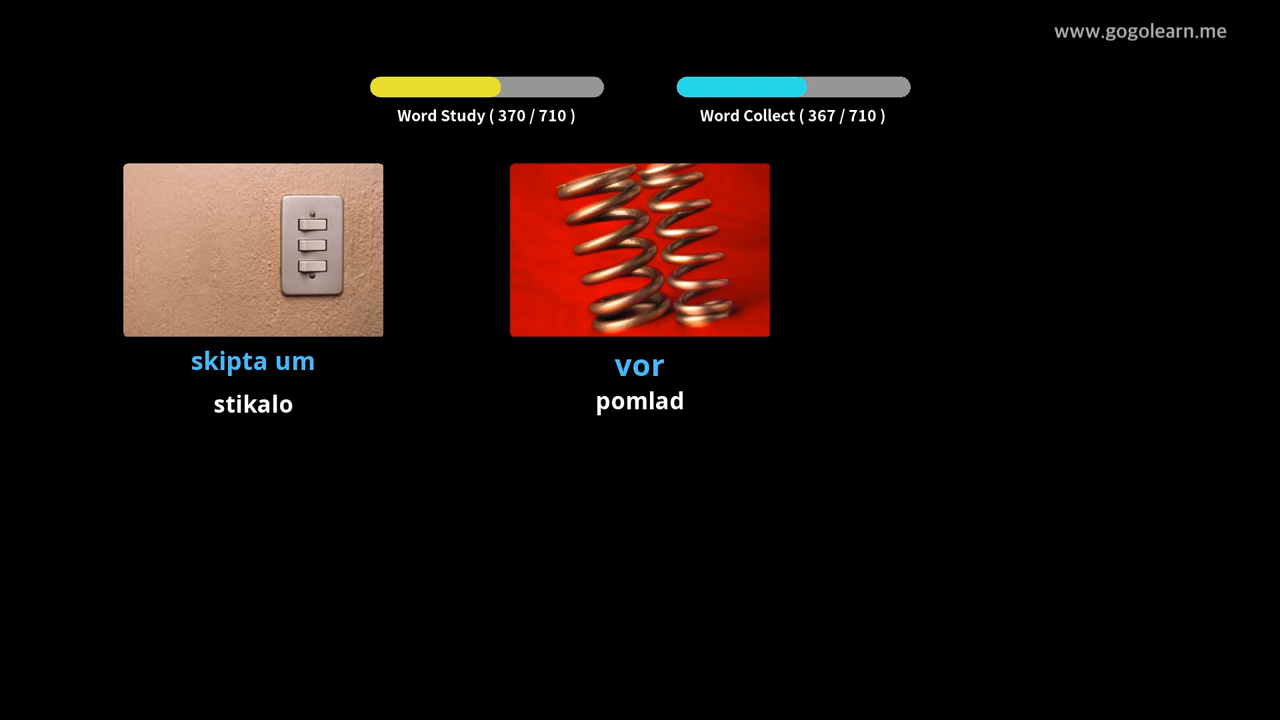 www.gogolearn.me
Word Study ( 370 / 710 )
Word Collect ( 367 / 710 )
skipta um
stikalo
vor
pomlad